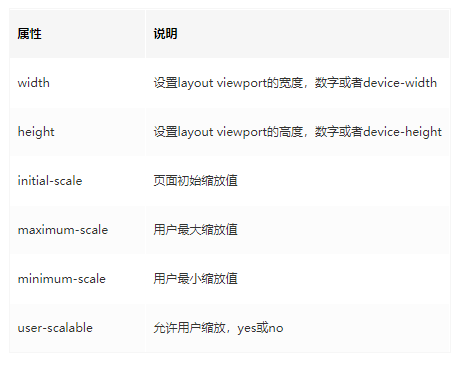 属性 说明
width 设置layout viewport的宽度，数字或者device-width
height 设置layout viewport的高度，数字或者device-height
initial-scale 页面初始缩放值
maximum-scale 用户最大缩放值
minimum-scale 用户最小缩放值
user-scalable 允许用户缩放，yes或no